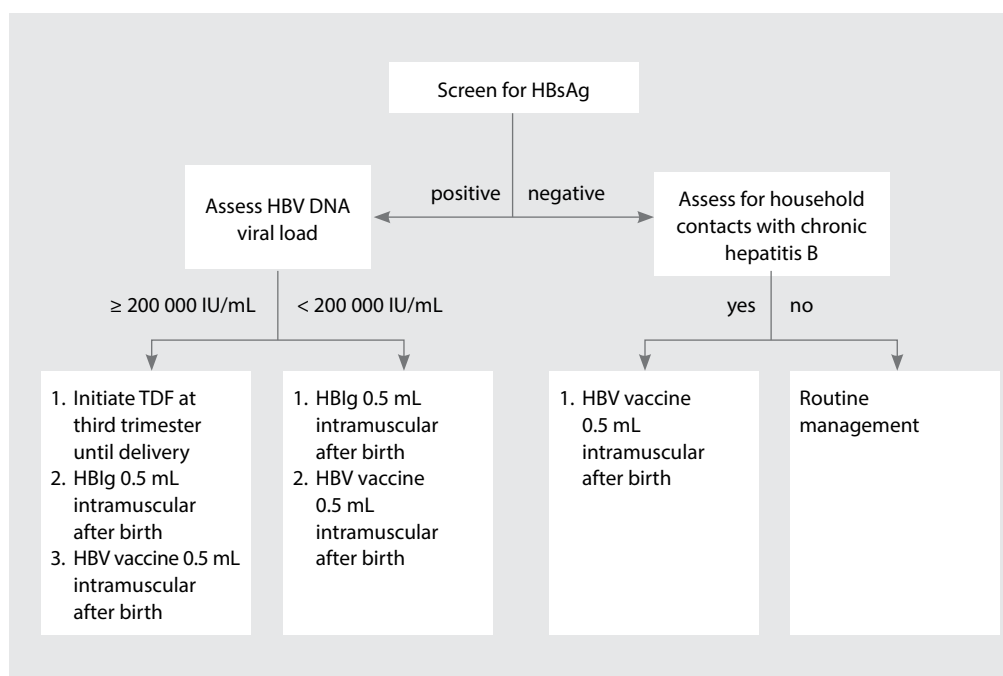 Screen for HBsAg
positive
negative
Assess HBV DNA
viral load
Assess for household
contacts with chronic
hepatitis B
≥ 200 000 IU/mL
< 200 000 IU/mL
yes
no
1. Initiate TDF at
third trimester
until delivery
2. HBIg 0.5 mL
intramuscular
after birth
3. HBV vaccine 0.5 mL
intramuscular
after birth
1. HBIg 0.5 mL
intramuscular
after birth
2. HBV vaccine
0.5 mL
intramuscular
after birth
1. HBV vaccine
0.5 mL
intramuscular
after birth
Routine
management